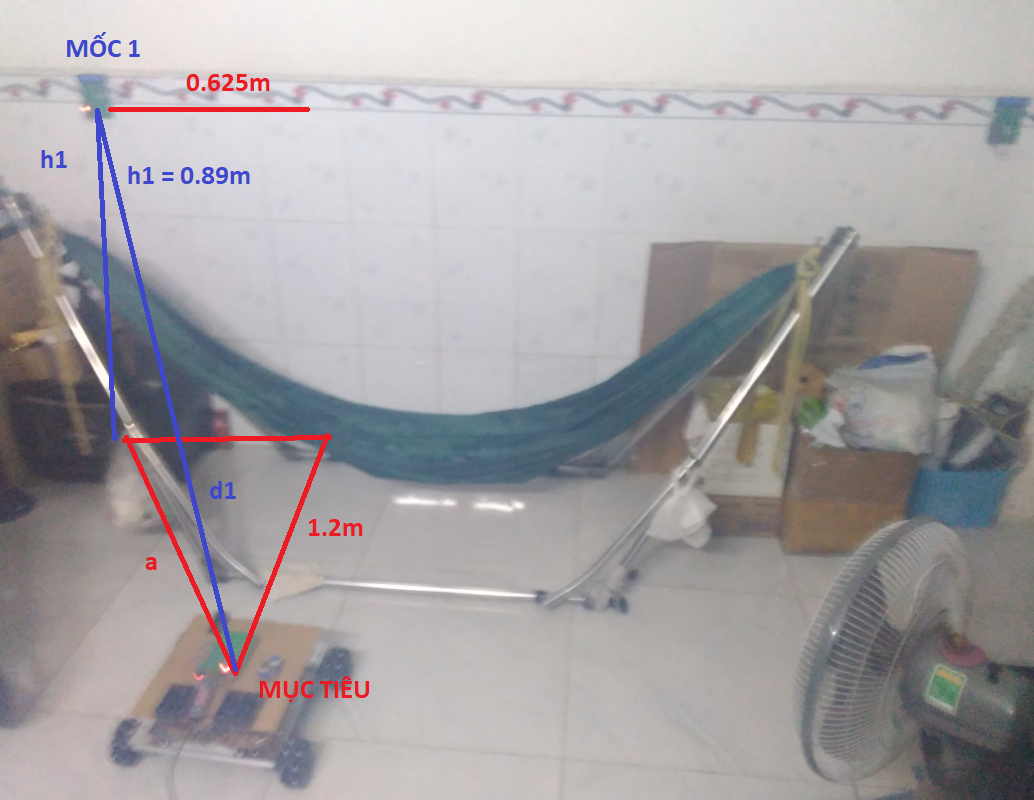 MỐC 1
0.625m
h1
h1 = 0.89m
d1
1.2m
a
MỤC TIÊU